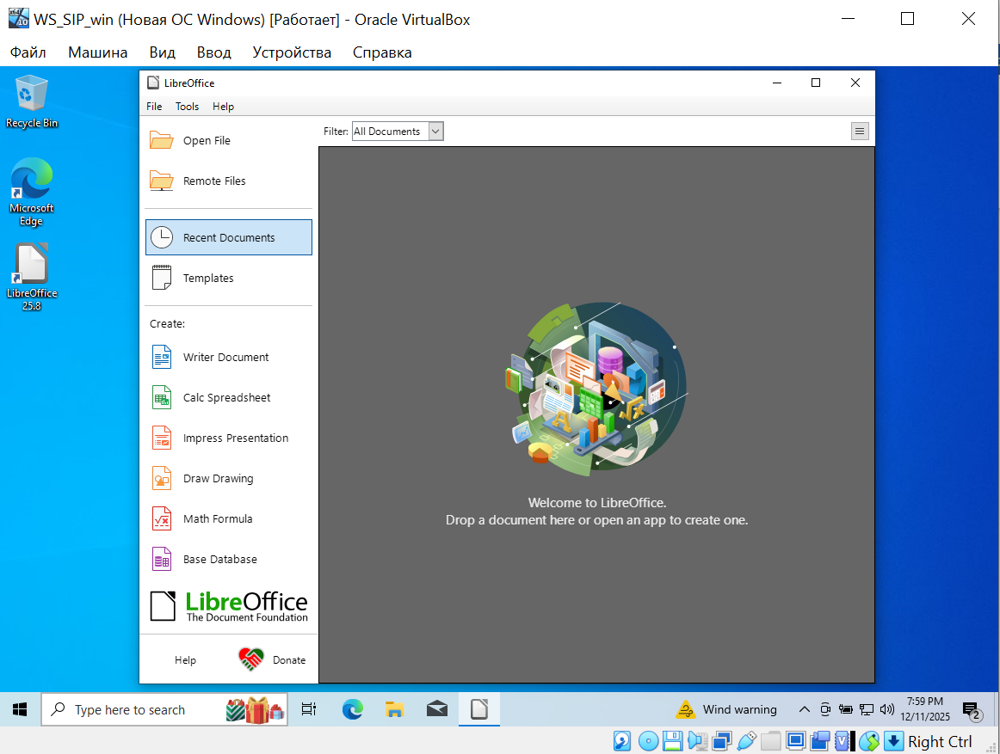 WS_SIP_win (Новая ОС Windows) [Работает] - Oracle VirtualBox
Файл Машина Вид Ввод Устройства Справка
Recycle Bin
Microsoft
Edge
LibreOffice
25.8
LibreOffice
File Tools Help
Open File
Remote Files
Recent Documents
Templates
Create:
Writer Document
Calc Spreadsheet
Impress Presentation
Draw Drawing
Math Formula
Base Database
LibreOffice
The Document Foundation
Help Donate
Filter: All Documents
Welcome to LibreOffice.
Drop a document here or open an app to create one.
Type here to search
Wind warning
7:59 PM
12/11/2025
2
Right Ctrl